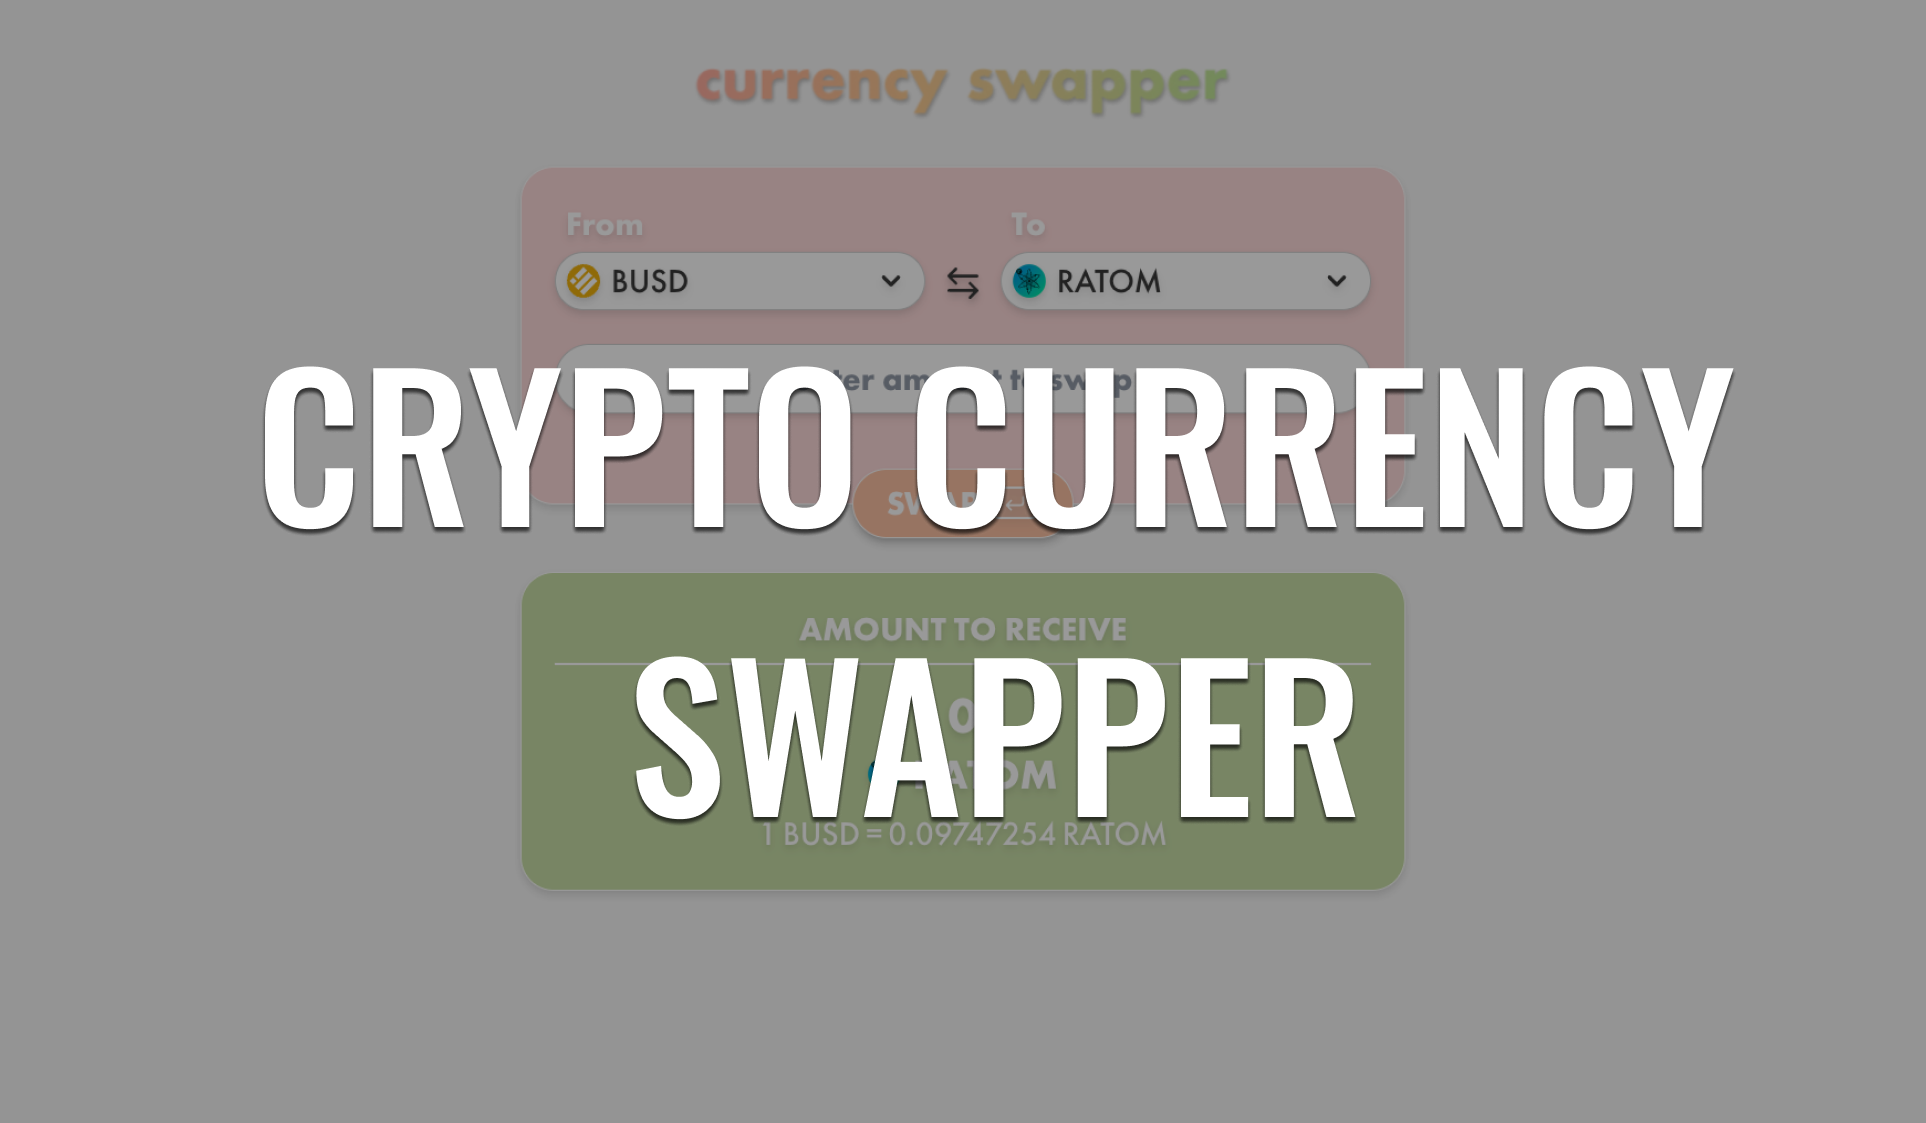 currency swapper
From To
BUSD RATOM
CRYPTO CURRENCY
AMOUNT TO RECEIVE
SWAPPER
1 BUSD = 0.09747254 RATOM